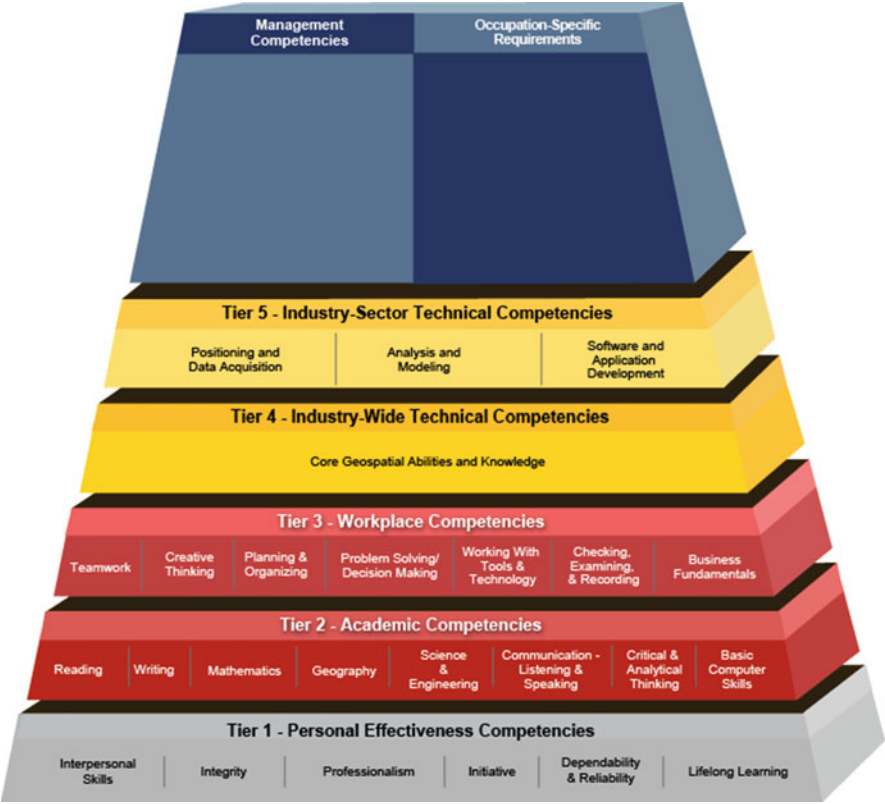 Management
Competencies
Occupation-Specific
Requirements
Tier 5 - Industry-Sector Technical Competencies
Positioning and
Data Acquisition
Analysis and
Modeling
Software and
Application
Development
Tier 4 - Industry-Wide Technical Competencies
Core Geospatial Abilities and Knowledge
Tier 3 - Workplace Competencies
Teamwork
Creative
Thinking
Planning &
Organizing
Problem Solving/
Decision Making
Working With
Tools &
Technology
Checking,
Examining,
& Recording
Business
Fundamentals
Tier 2 - Academic Competencies
Reading
Writing
Mathematics
Geography
Science
&
Engineering
Communication -
Listening &
Speaking
Critical &
Analytical
Thinking
Basic
Computer
Skills
Tier 1 - Personal Effectiveness Competencies
Interpersonal
Skills
Integrity
Professionalism
Initiative
Dependability
& Reliability
Lifelong Learning